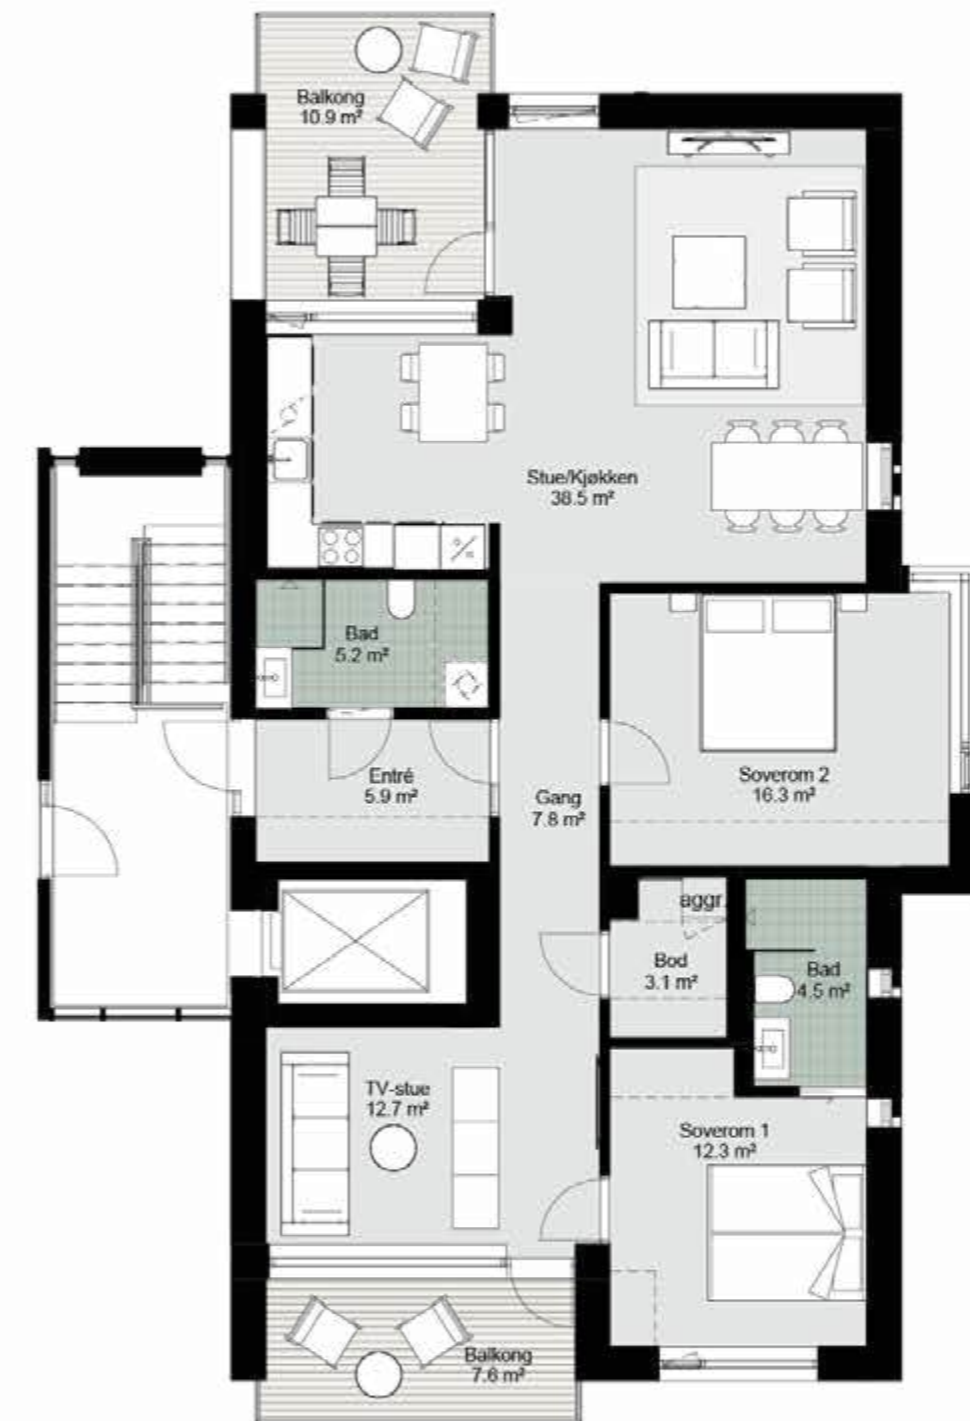 Balkong
10.9 m²
Stue/Kjøkken
38.5 m²
Bad
5.2 m²
Entré
5.9 m²
Gang
7.8 m²
Soverom 2
16.3 m²
aggr.
Bod
3.1 m²
Bad
4.5 m²
TV-stue
12.7 m²
Soverom 1
12.3 m²
Balkong
7.6 m²